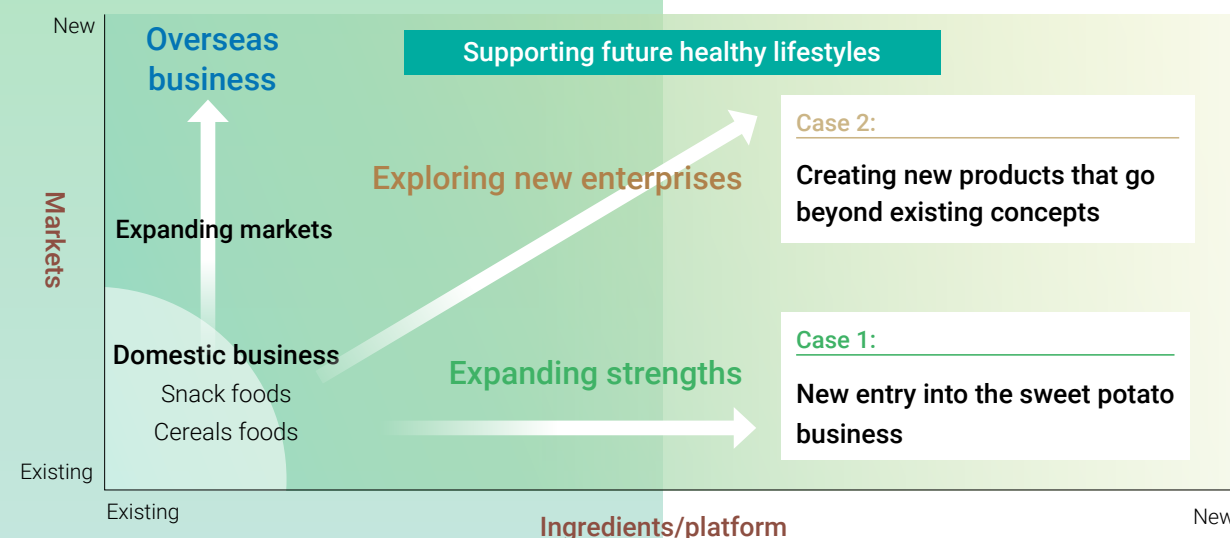 New
Overseas
business
Supporting future healthy lifestyles
Case 2:
Exploring new enterprises
Creating new products that go
beyond existing concepts
Markets
Expanding markets
Case 1:
Domestic business
Snack foods
Cereals foods
Expanding strengths
New entry into the sweet potato
business
Existing
Existing
Ingredients/platform
New